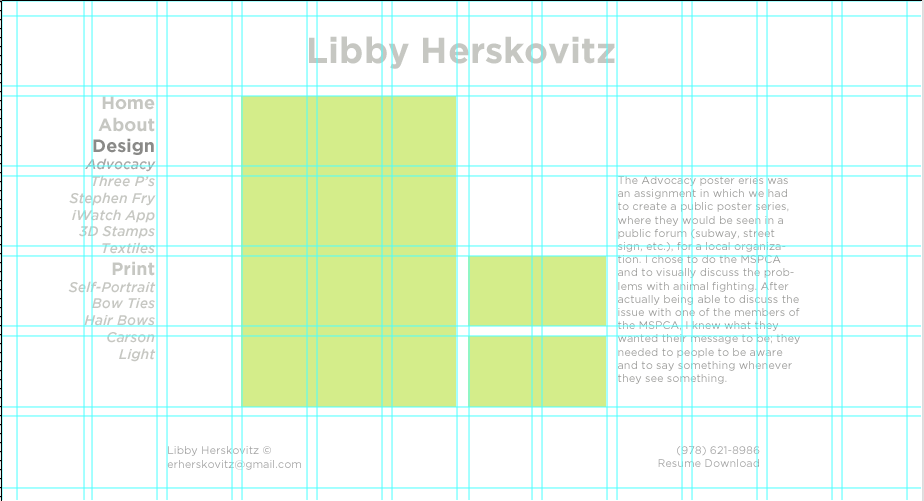 Libby Herskovitz
Home
About
Design
Advocacy
Three P's
Stephen Fry
iWatch App
3D Stamps
Textiles
Print
Self-Portrait
Bow Ties
Hair Bows
Carson
Light
The Advocacy poster eries was
an assignment in which we had
to create a public poster series,
where they would be seen in a
public forum (subway, street
sign, etc.), for a local organiza-
tion. I chose to do the MSPCA
and to visually discuss the prob-
lems with animal fighting. After
actually being able to discuss the
issue with one of the members of
the MSPCA, I knew what they
wanted their message to be; they
needed to people to be aware
and to say something whenever
they see something.
Libby Herskovitz ©
erherskovitz@gmail.com
(978) 621-8986
Resume Download